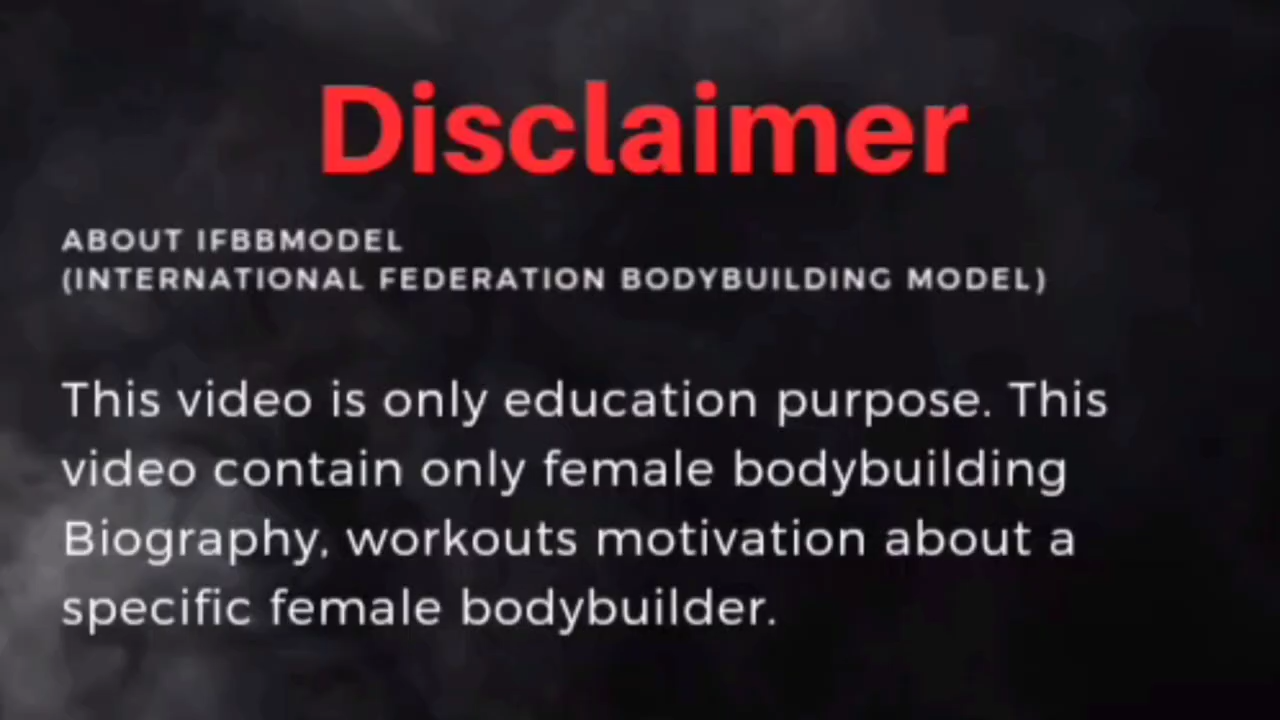 Disclaimer
ABOUT IFBBMODEL
(INTERNATIONAL FEDERATION BODYBUILDING MODEL)
This video is only education purpose. This
video contain only female bodybuilding
Biography, workouts motivation about a
specific female bodybuilder.